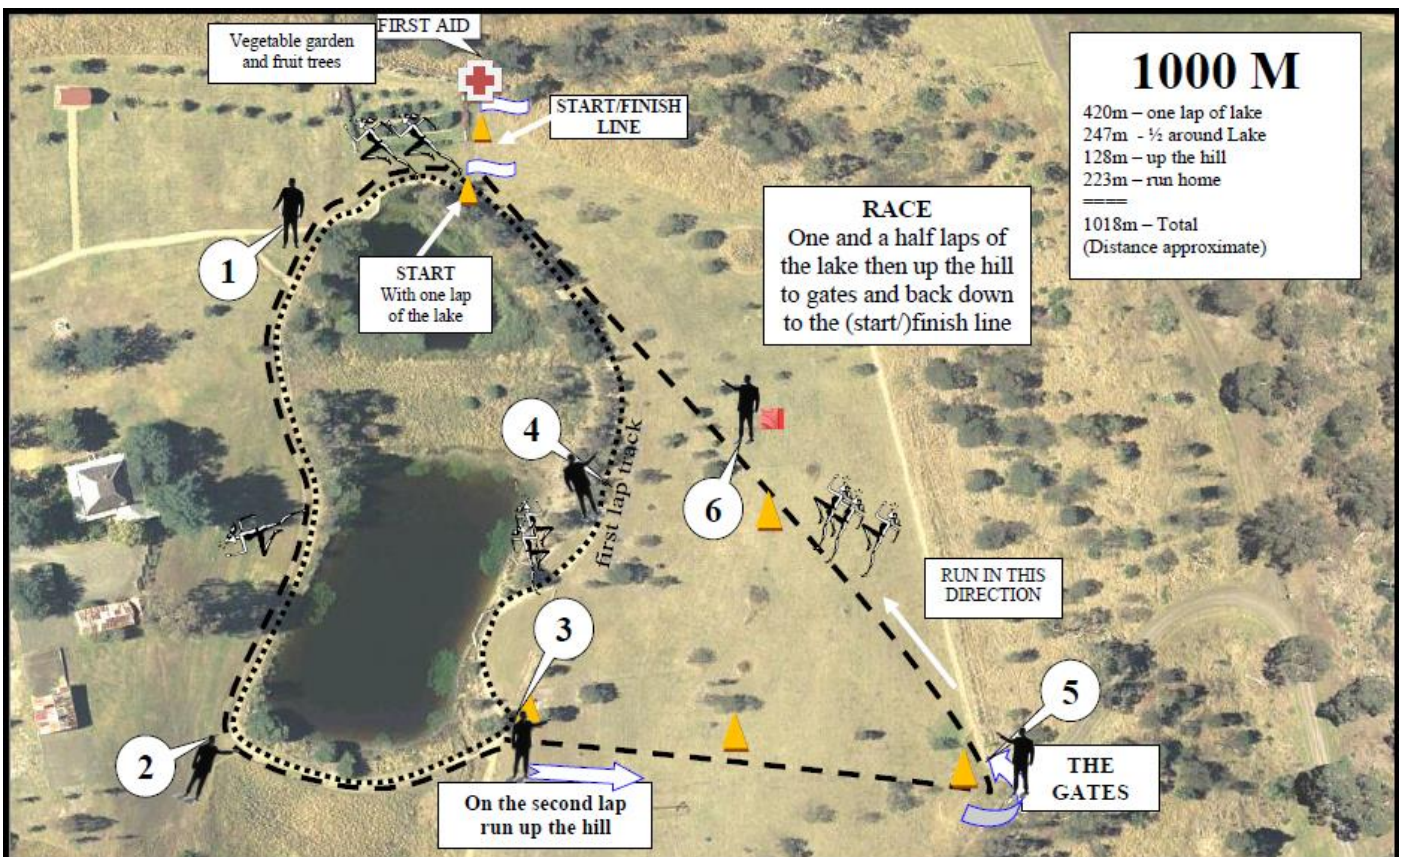 FIRST AID
Vegetable garden
and fruit trees
START/FINISH
LINE
1000 M
420m – one lap of lake
247m  - ½ around Lake
128m – up the hill
223m – run home
====
1018m – Total
(Distance approximate)
RACE
One and a half laps of
the lake then up the hill
to gates and back down
to the (start/)finish line
1
START
With one lap
of the lake
4
first lap track
6
RUN IN THIS
DIRECTION
3
5
2
THE
GATES
On the second lap
run up the hill